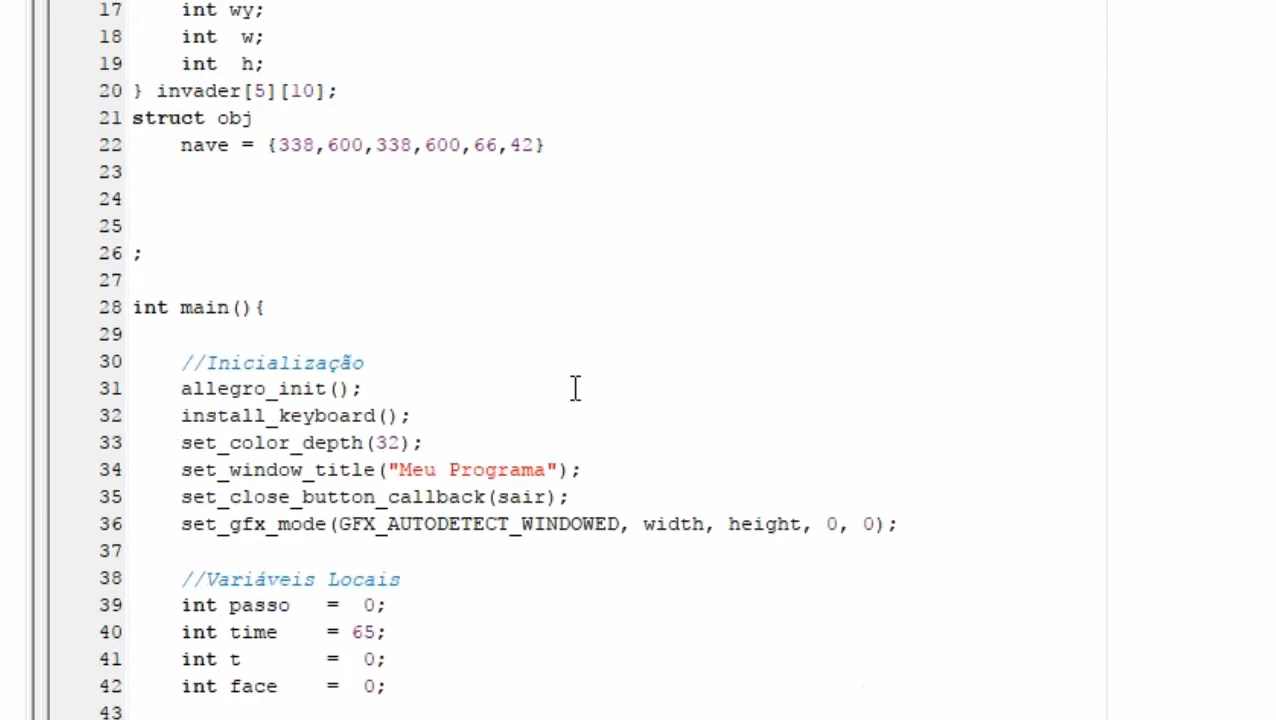 17     int wy;
18     int  w;
19     int  h;
20 } invader[5][10];
21 struct obj
22     nave = {338,600,338,600,66,42}
23
24
25
26 ;
27
28 int main(){
29
30     //Inicialização
31     allegro_init();
32     install_keyboard();
33     set_color_depth(32);
34     set_window_title("Meu Programa");
35     set_close_button_callback(sair);
36     set_gfx_mode(GFX_AUTODETECT_WINDOWED, width, height, 0, 0);
37
38     //Variáveis Locais
39     int passo   =  0;
40     int time    = 65;
41     int t       =  0;
42     int face    =  0;
43